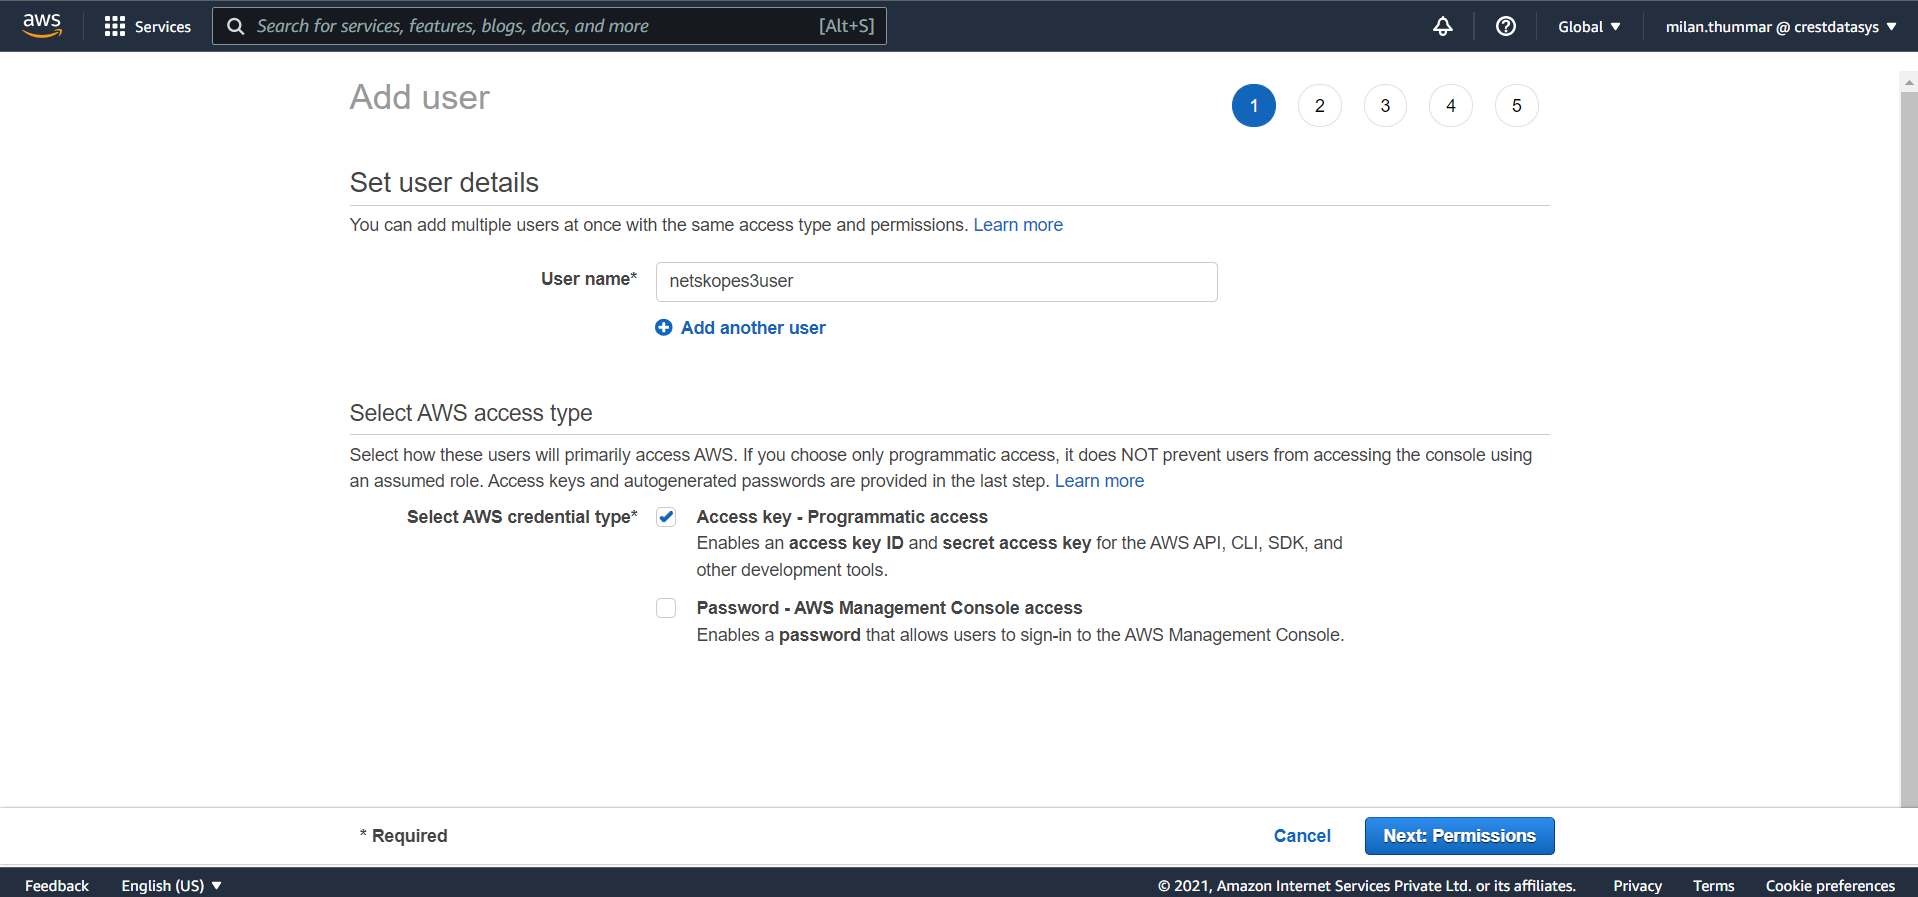 aws Services Search for services, features, blogs, docs, and more [Alt+S] Global ▼ milan.thummar @ crestdatasys ▼
Add user 1 2 3 4 5
Set user details
You can add multiple users at once with the same access type and permissions. Learn more
User name* netskopes3user
Add another user
Select AWS access type
Select how these users will primarily access AWS. If you choose only programmatic access, it does NOT prevent users from accessing the console using
an assumed role. Access keys and autogenerated passwords are provided in the last step. Learn more
Select AWS credential type* Access key - Programmatic access
Enables an access key ID and secret access key for the AWS API, CLI, SDK, and
other development tools.
Password - AWS Management Console access
Enables a password that allows users to sign-in to the AWS Management Console.
* Required Cancel Next: Permissions
Feedback English (US) ▼ © 2021, Amazon Internet Services Private Ltd. or its affiliates. Privacy Terms Cookie preferences